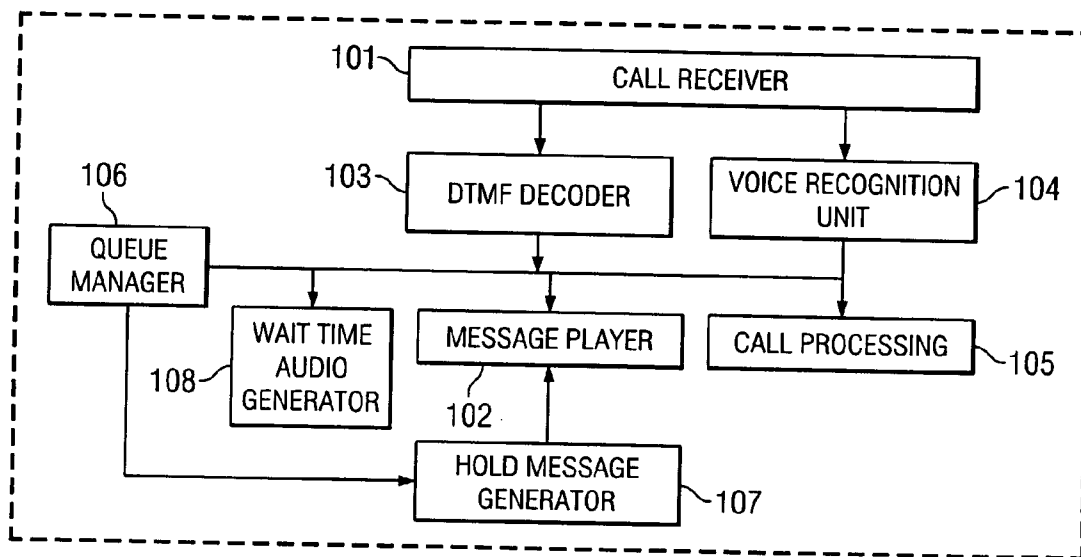 101
CALL RECEIVER
106
103
DTMF DECODER
VOICE RECOGNITION
UNIT
104
QUEUE
MANAGER
WAIT TIME
AUDIO
GENERATOR
108
MESSAGE PLAYER
102
CALL PROCESSING
105
HOLD MESSAGE
GENERATOR
107